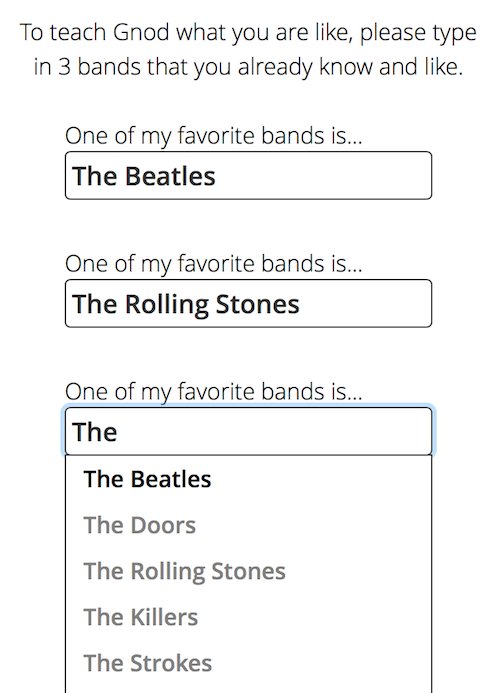 To teach Gnod what you are like, please type
in 3 bands that you already know and like.
One of my favorite bands is...
The Beatles
One of my favorite bands is...
The Rolling Stones
One of my favorite bands is...
The
The Beatles
The Doors
The Rolling Stones
The Killers
The Strokes